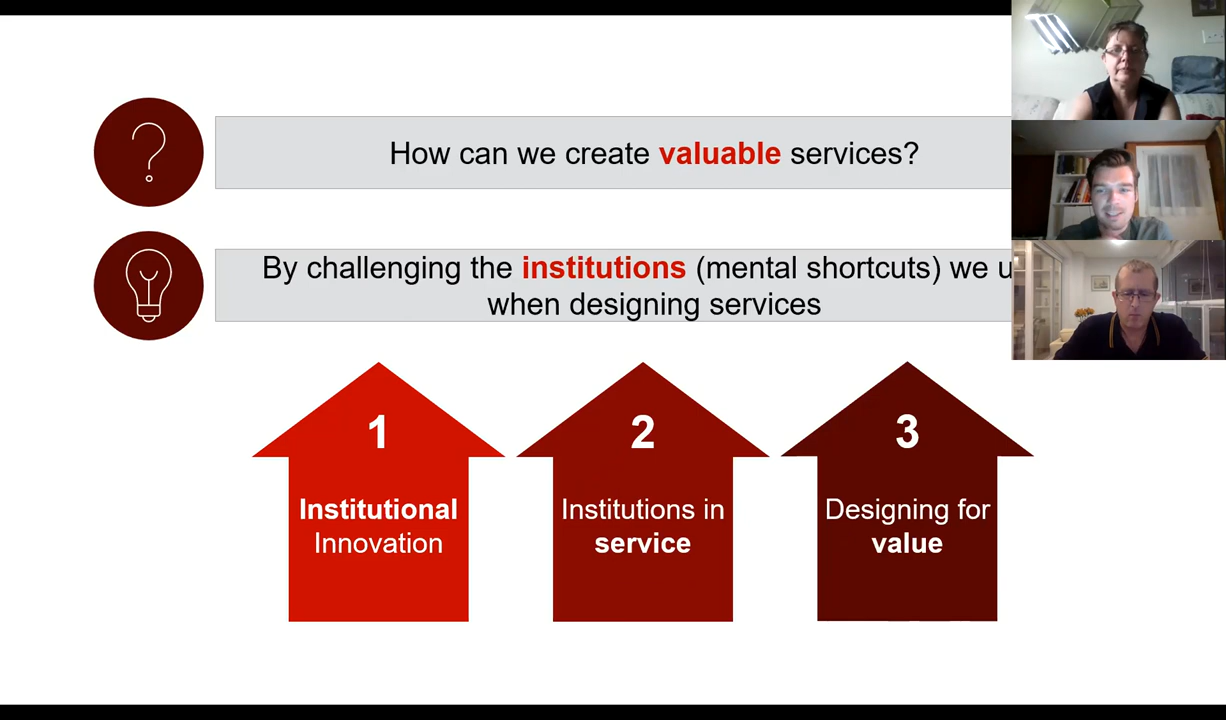 How can we create valuable services?
By challenging the institutions (mental shortcuts) we
when designing services
1
Institutional
Innovation
2
Institutions in
service
3
Designing for
value